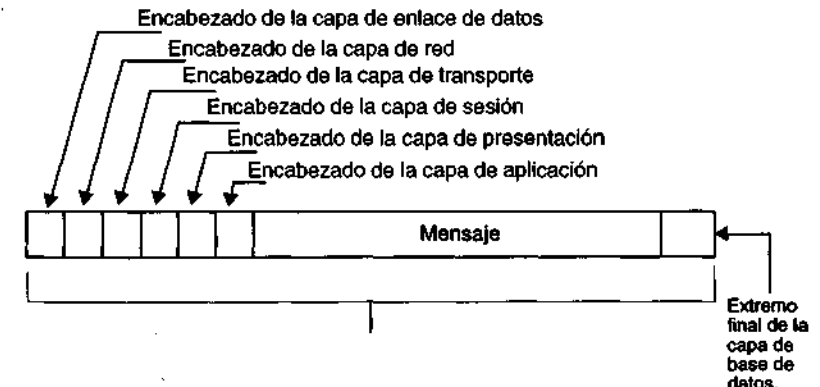 Encabezado de la capa de enlace de datos
Encabezado de la capa de red
Encabezado de la capa de transporte
Encabezado de la capa de sesión
Encabezado de la capa de presentación
Encabezado de la capa de aplicación
Mensaje
Extremo
final de la
capa de
base de
datos.